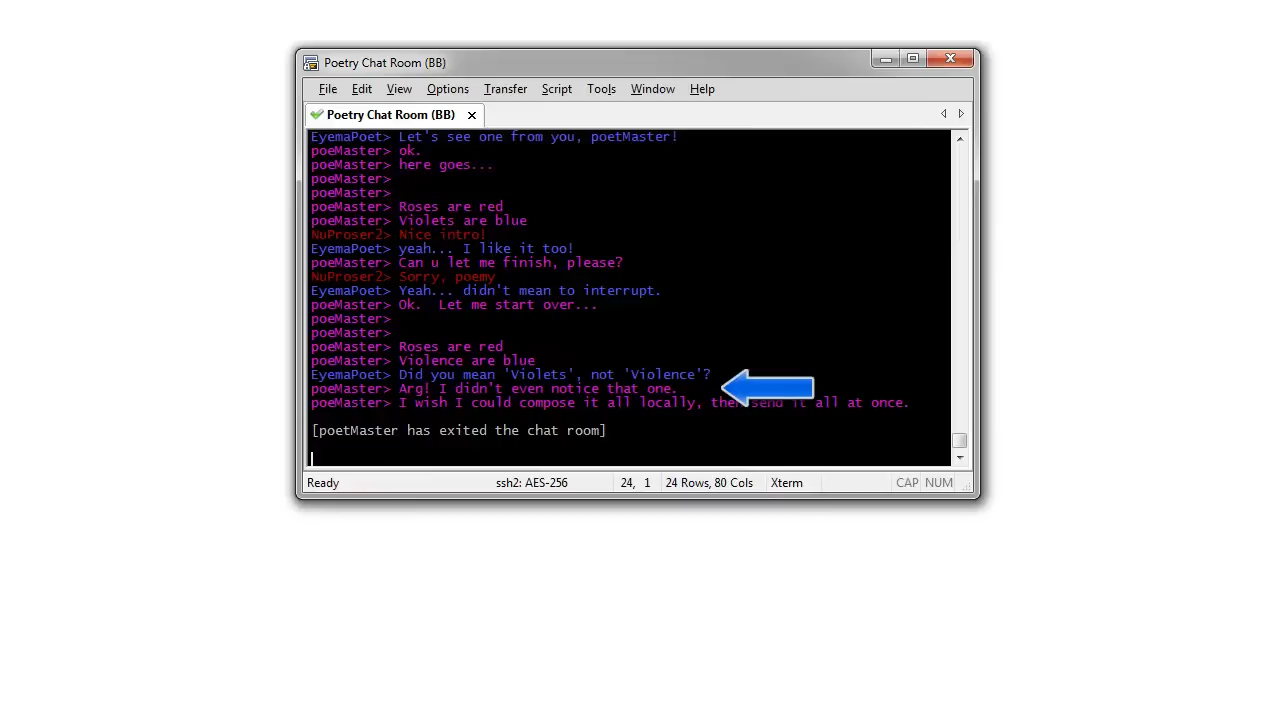 Poetry Chat Room (BB)
File Edit View Options Transfer Script Tools Window Help
Poetry Chat Room (BB)
EyemaPoet> Let's see one from you, poetMaster!
poeMaster> ok.
poeMaster> here goes...
poeMaster>
poeMaster>
poeMaster> Roses are red
poeMaster> Violets are blue
NuProser2> Nice intro!
EyemaPoet> yeah... I like it too!
poeMaster> Can u let me finish, please?
NuProser2> Sorry, poemy
EyemaPoet> Yeah... didn't mean to interrupt.
poeMaster> Ok.  Let me start over...
poeMaster>
poeMaster>
poeMaster> Roses are red
poeMaster> Violence are blue
EyemaPoet> Did you mean 'Violets', not 'Violence'?
poeMaster> Arg! I didn't even notice that one.
poeMaster> I wish I could compose it all locally, then send it all at once.
[poetMaster has exited the chat room]
Ready ssh2: AES-256 24, 1 24 Rows, 80 Cols Xterm CAP NUM